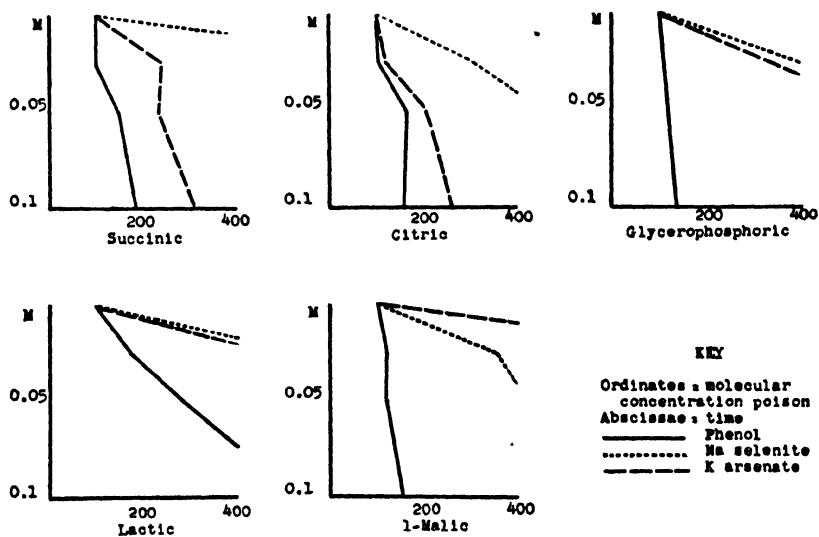 M
0.05
0.1
200 400
Succinic
M
0.05
0.1
200 400
Citric
M
0.05
0.1
200 400
Glycerophosphoric
M
0.05
0.1
200 400
Lactic
M
0.05
0.1
200 400
l-Malic
KEY
Ordinates : molecular
concentration poison
Abscissae : time
Phenol
Na selenite
K arsenate